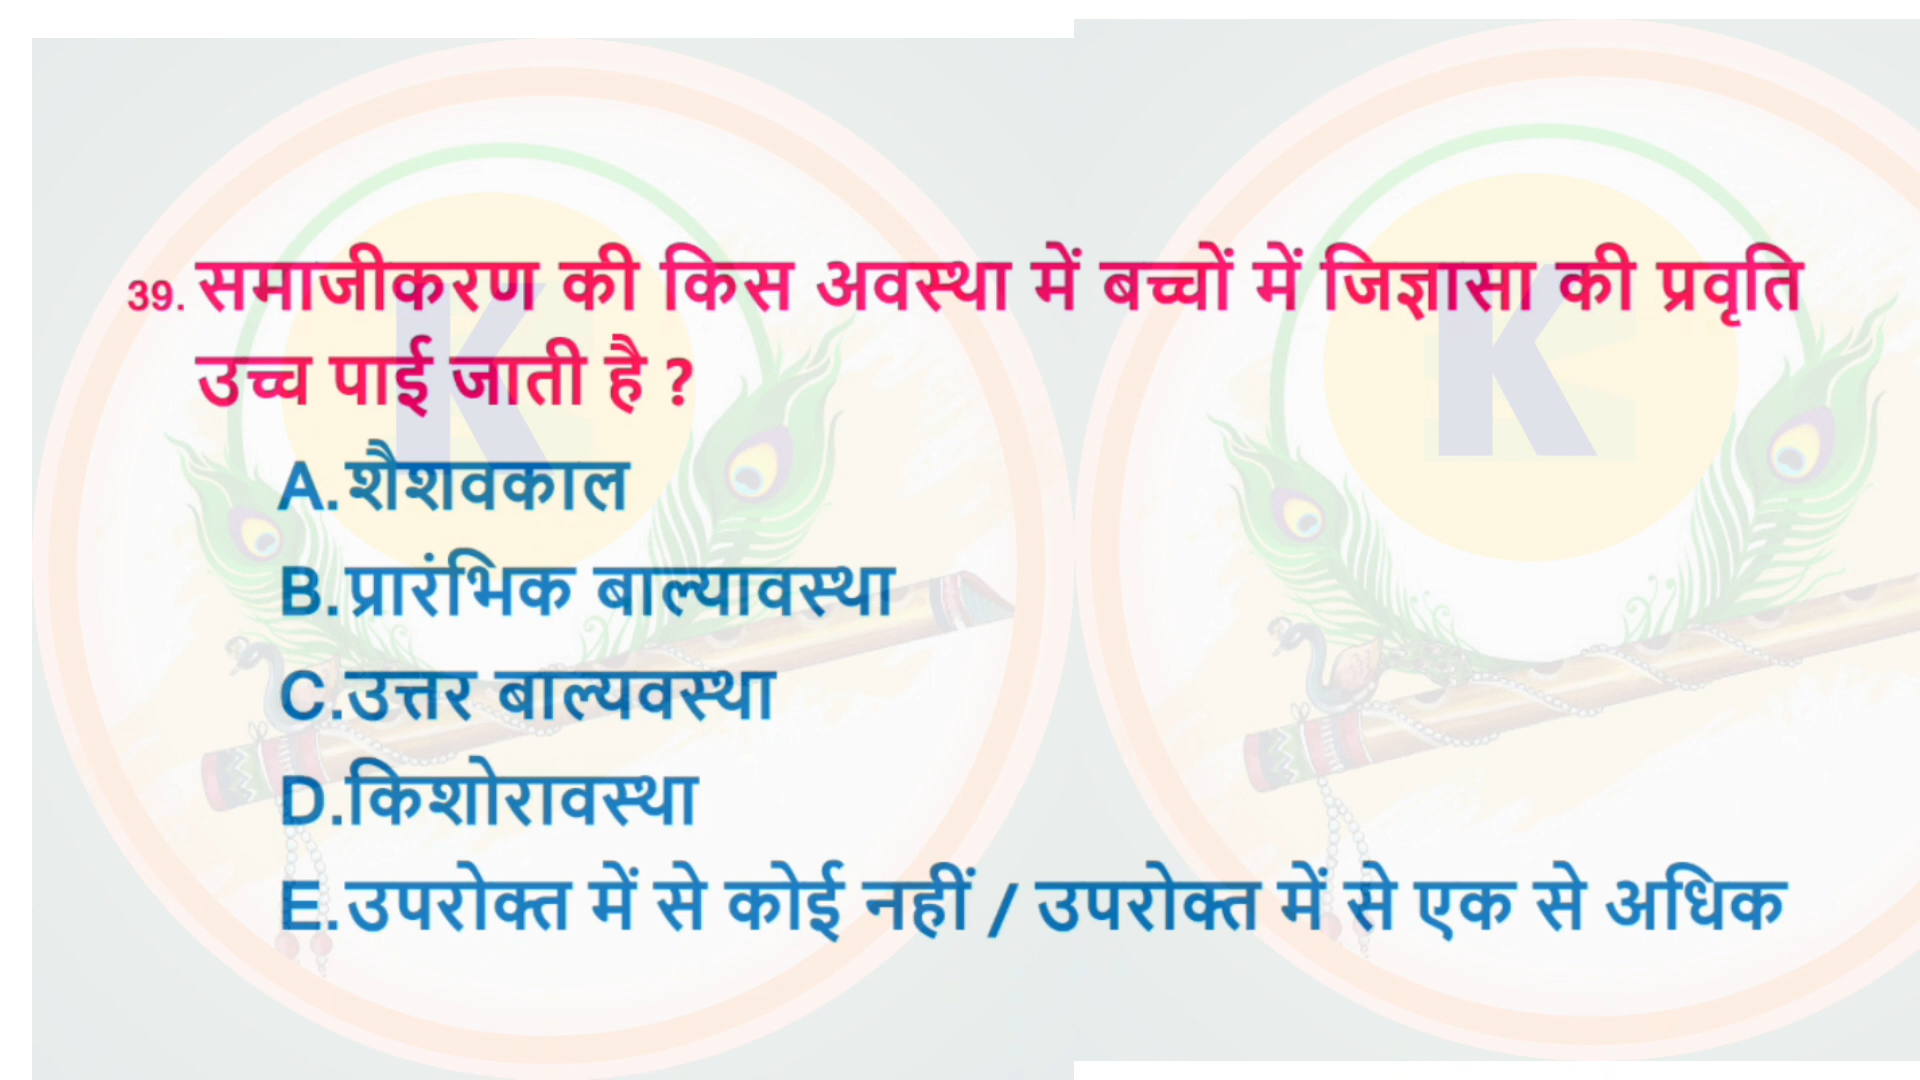 39. समाजीकरण की किस अवस्था में बच्चों में जिज्ञासा की प्रवृति
उच्च पाई जाती है ?
A. शैशवकाल
B. प्रारंभिक बाल्यावस्था
C. उत्तर बाल्यवस्था
D. किशोरावस्था
E. उपरोक्त में से कोई नहीं / उपरोक्त में से एक से अधिक
K
K